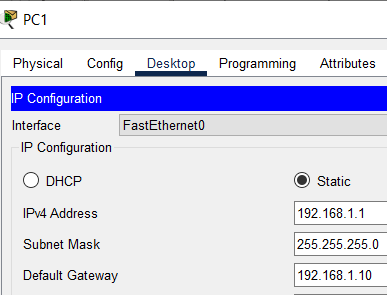 PC1
Physical Config Desktop Programming Attributes
IP Configuration
Interface FastEthernet0
IP Configuration
DHCP Static
IPv4 Address 192.168.1.1
Subnet Mask 255.255.255.0
Default Gateway 192.168.1.10